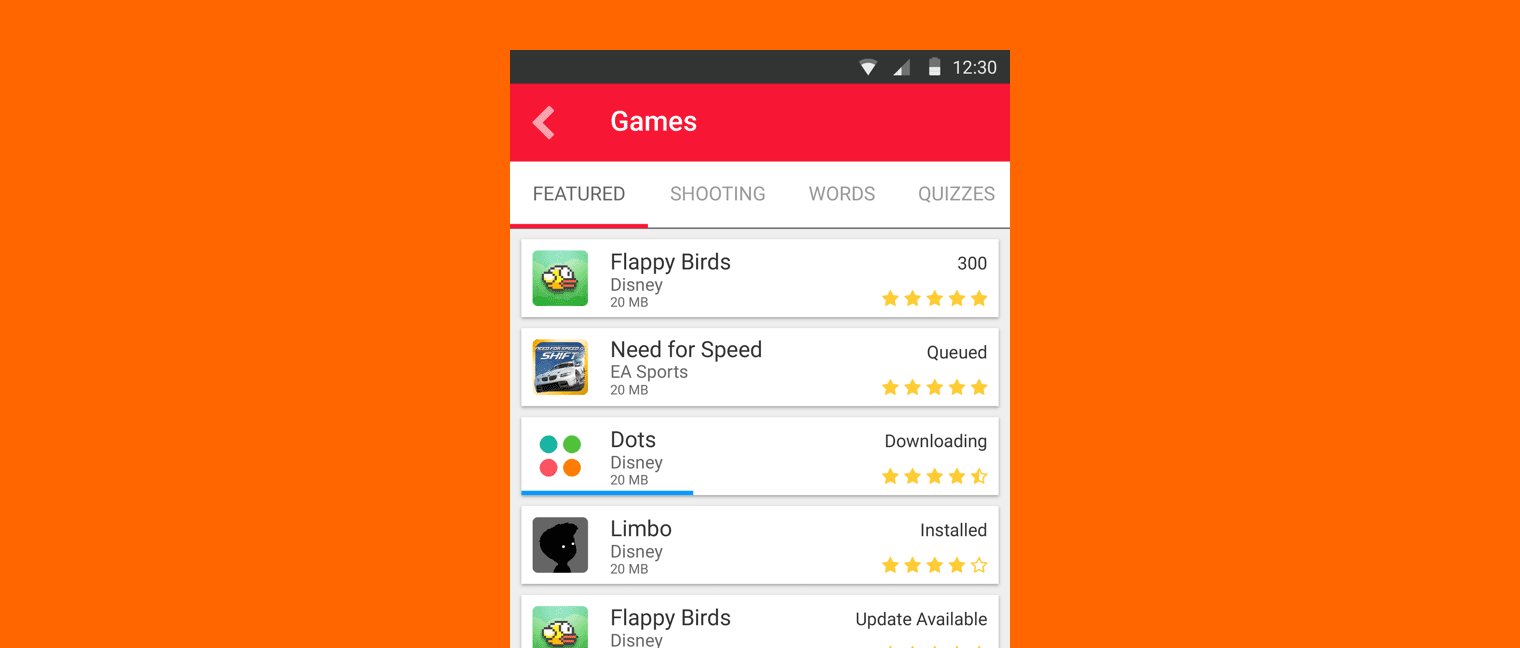 12:30
Games
FEATURED SHOOTING WORDS QUIZZES
Flappy Birds 300
Disney
20 MB
NEED FOR SPEED
SHIFT
Need for Speed Queued
EA Sports
20 MB
Dots Downloading
Disney
20 MB
Limbo Installed
Disney
20 MB
Flappy Birds Update Available
Disney